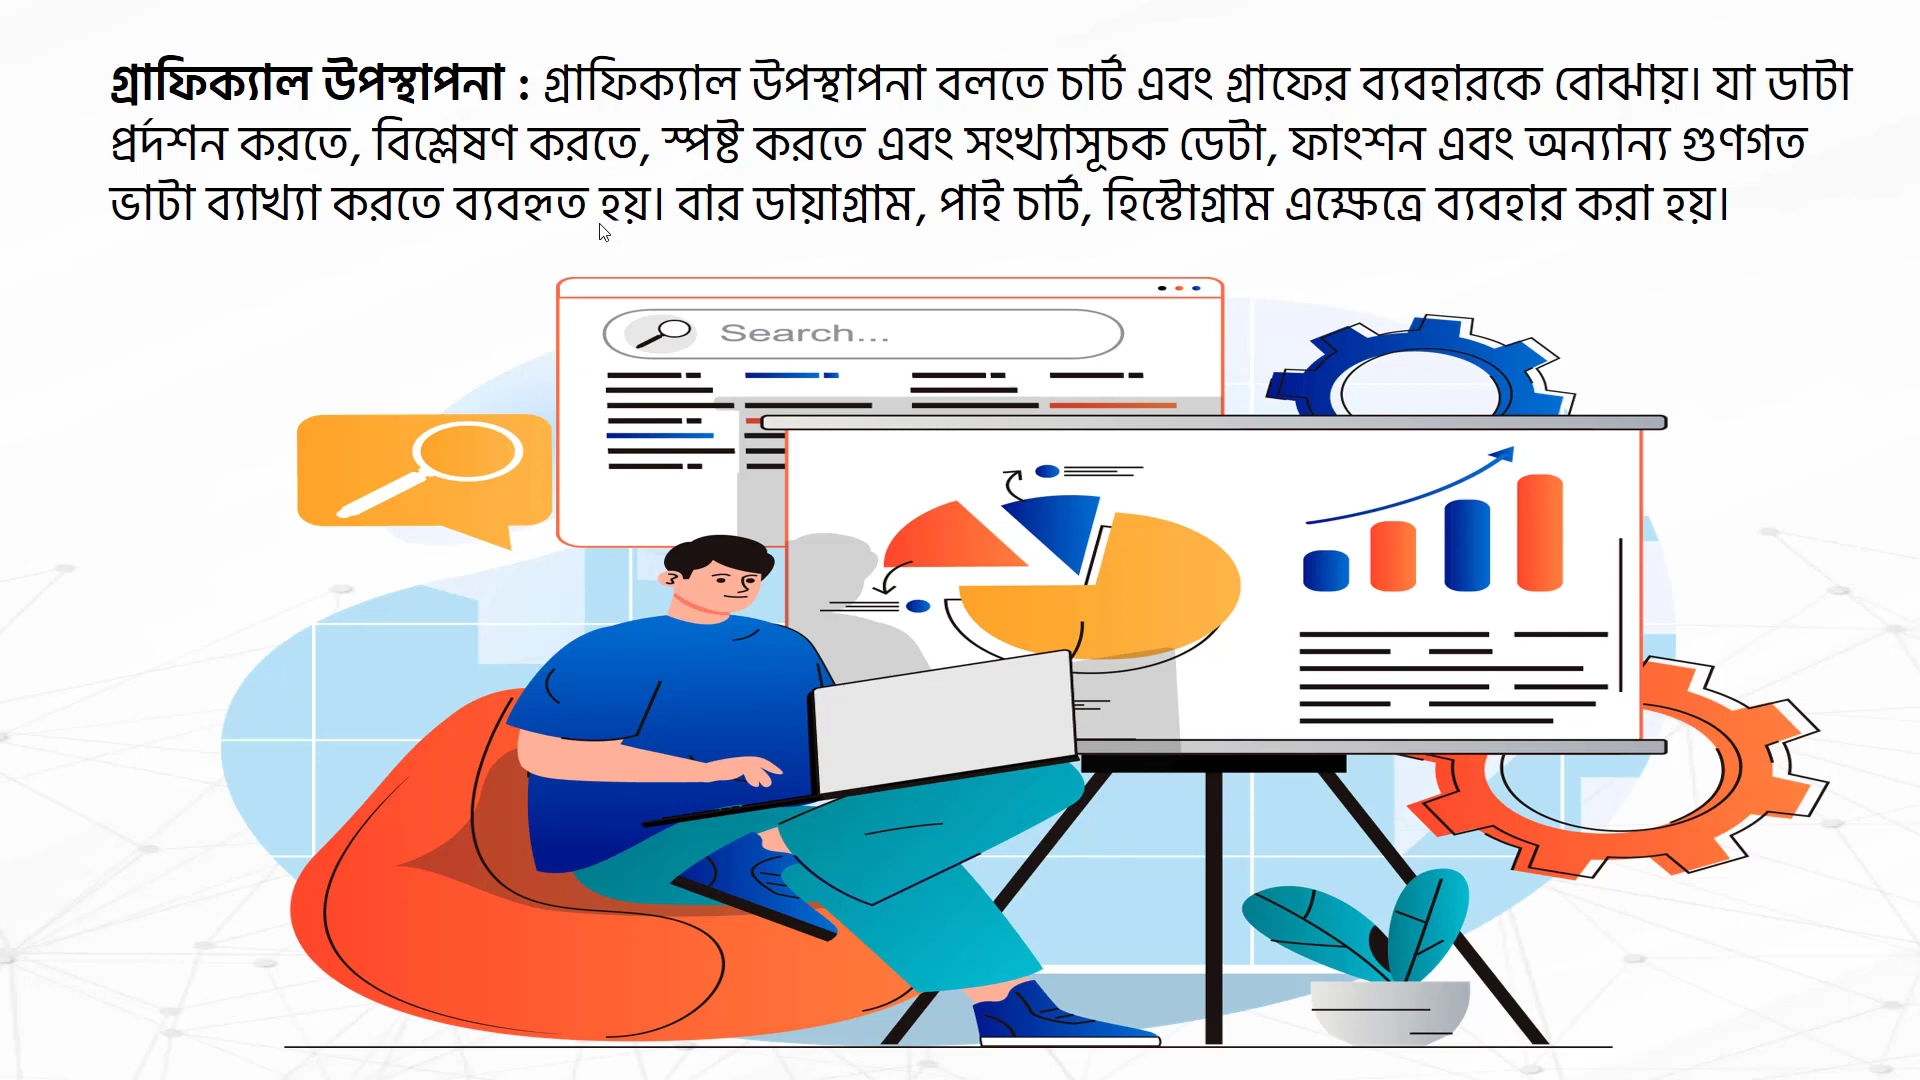 গ্রাফিক্যাল উপস্থাপনা : গ্রাফিক্যাল উপস্থাপনা বলতে চার্ট এবং গ্রাফের ব্যবহারকে বোঝায়। যা ডাটা
প্রর্দশন করতে, বিশ্লেষণ করতে, স্পষ্ট করতে এবং সংখ্যাসূচক ডেটা, ফাংশন এবং অন্যান্য গুণগত
ভাটা ব্যাখ্যা করতে ব্যবহৃত হয়। বার ডায়াগ্রাম, পাই চার্ট, হিস্টোগ্রাম এক্ষেত্রে ব্যবহার করা হয়।
Search...